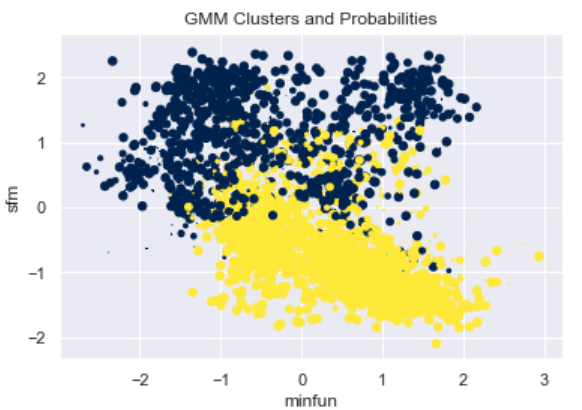 GMM Clusters and Probabilities
2
1
0
−1
−2
sfm
−2 −1 0 1 2 3
minfun